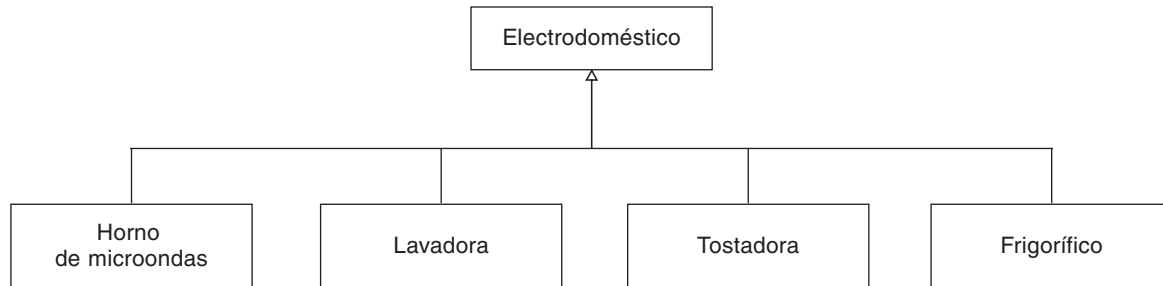 Electrodoméstico
Horno
de microondas
Lavadora
Tostadora
Frigorífico